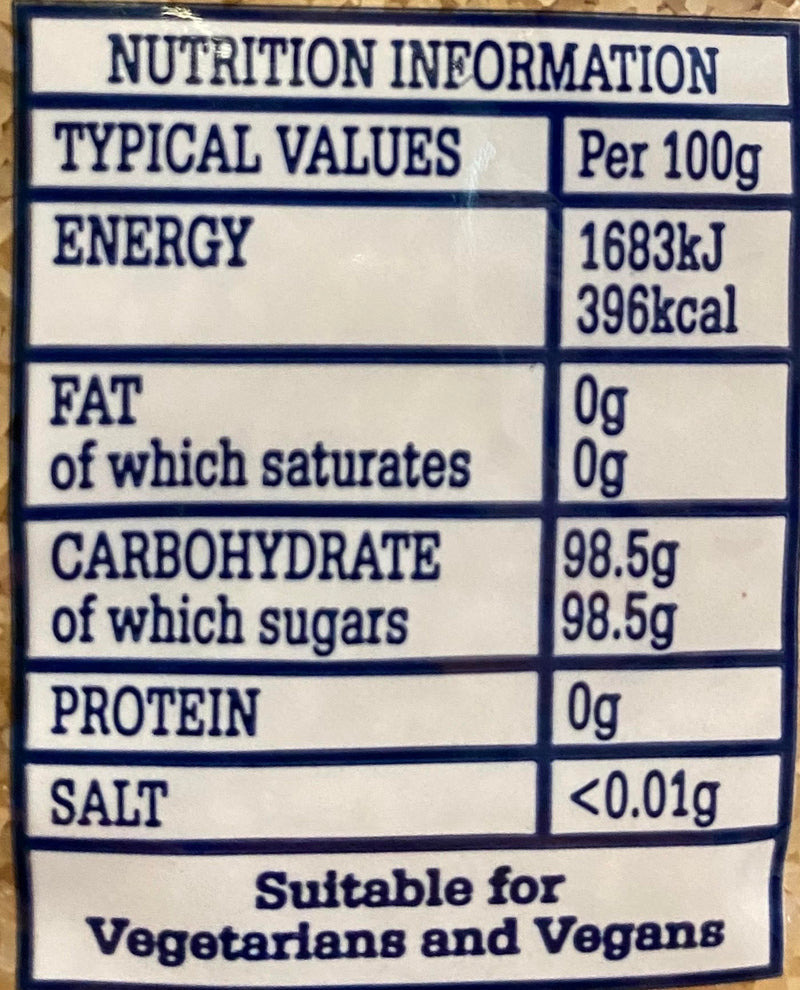 NUTRITION INFORMATION
TYPICAL VALUES Per 100g
ENERGY 1683kJ
396kcal
FAT 0g
of which saturates 0g
CARBOHYDRATE 98.5g
of which sugars 98.5g
PROTEIN 0g
SALT <0.01g
Suitable for
Vegetarians and Vegans